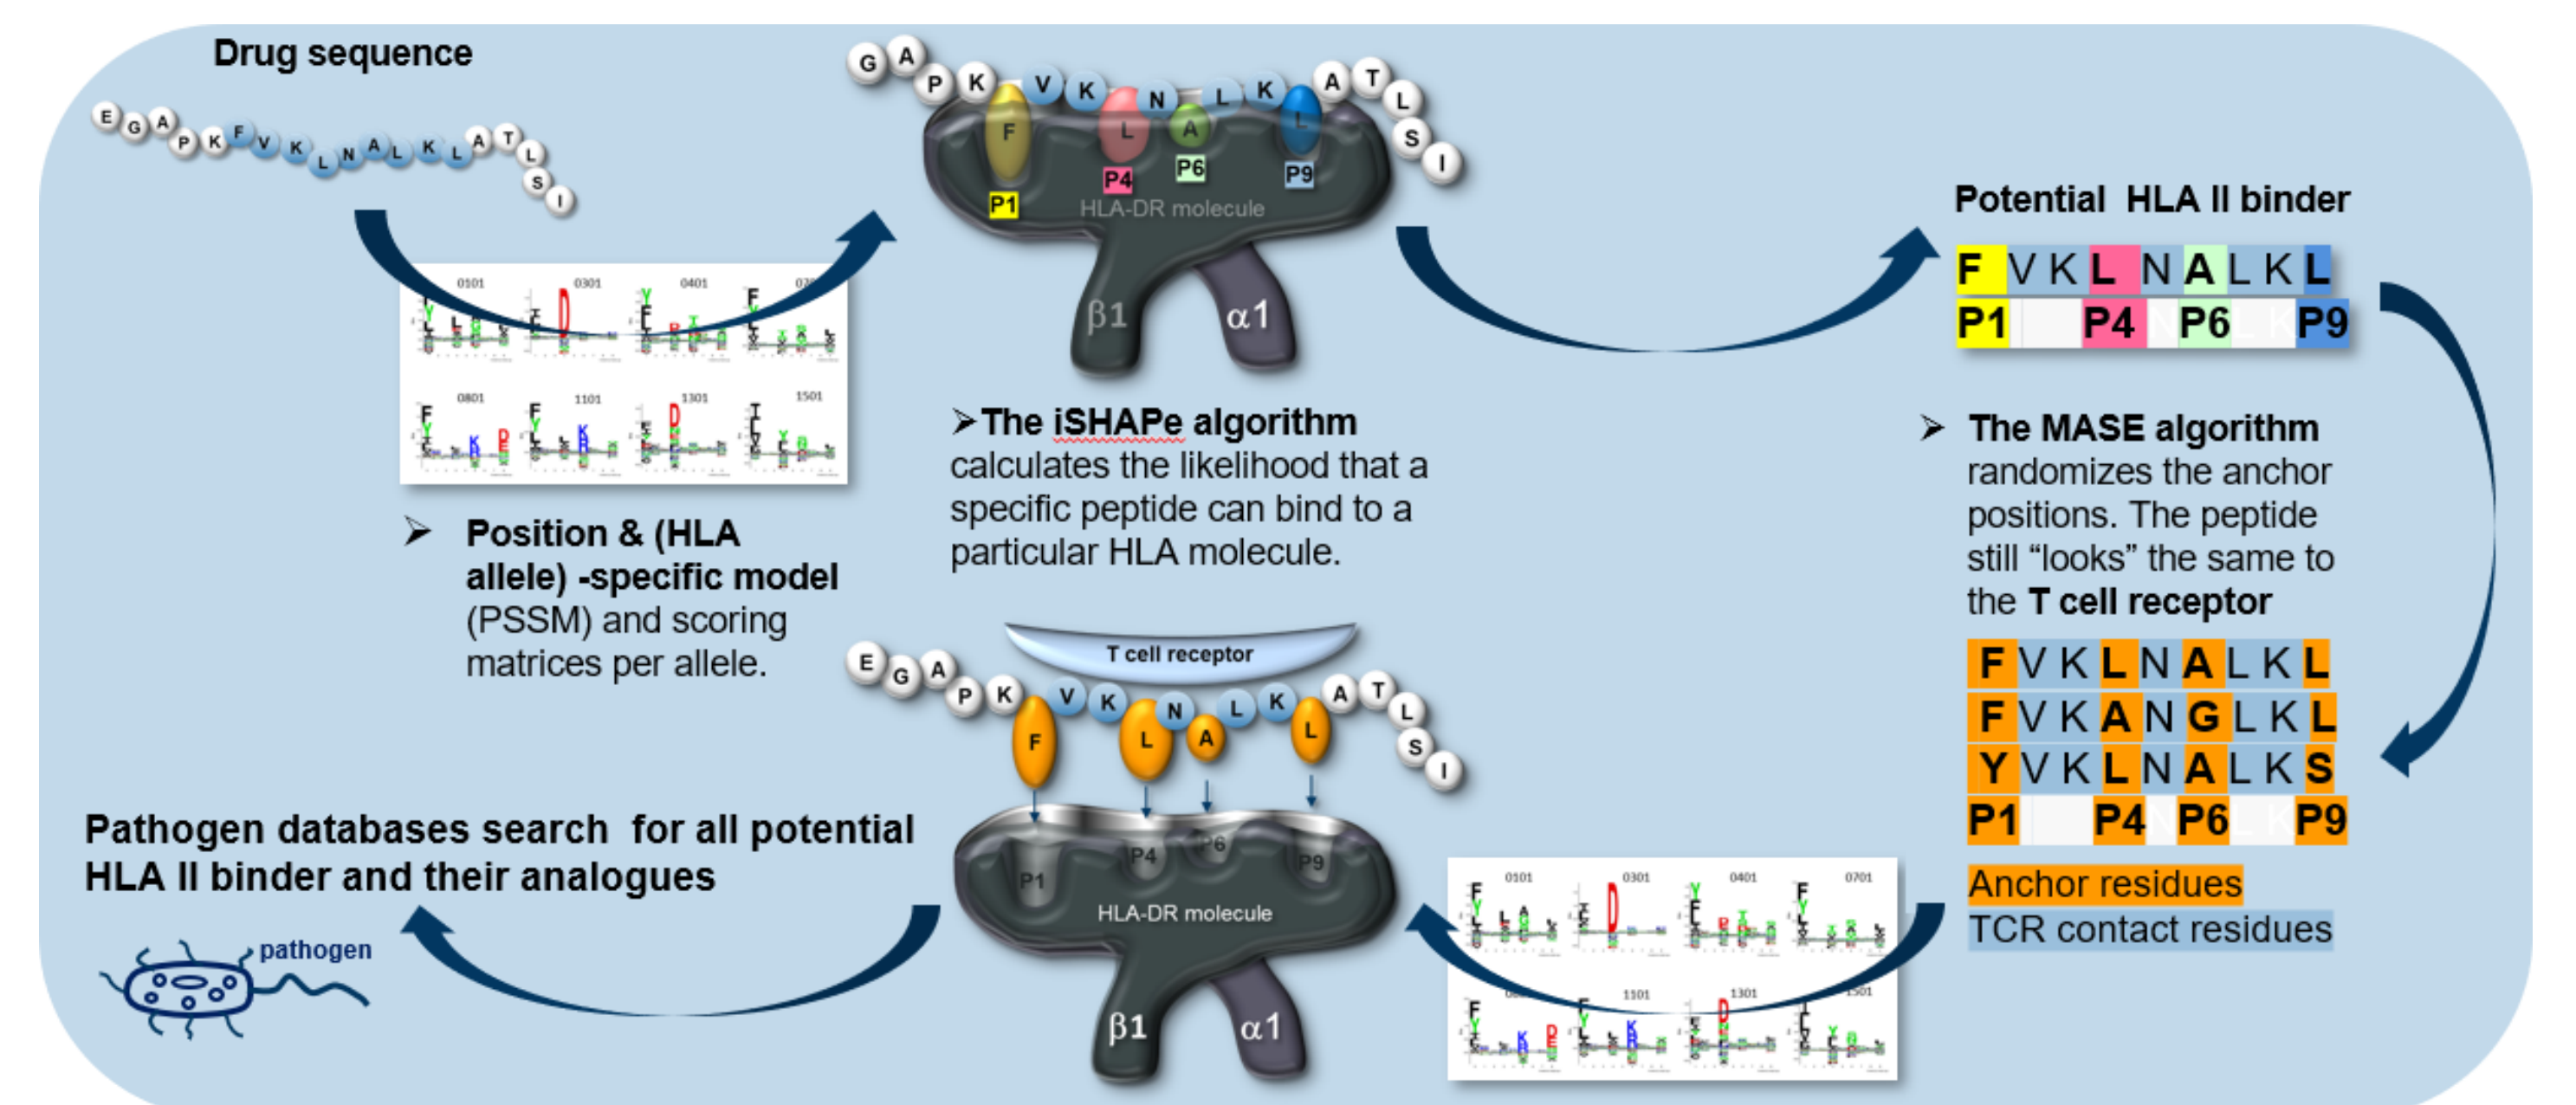 Drug sequence
E G A P K F V K L N A L K L A T L S I
G A P K V K N L K A T L S I
F L A L
P1 P4 P6 P9
HLA-DR molecule
β1 α1
0101 0301 0401
0801 1101 1301 1501
➢ Position & (HLA
allele) -specific model
(PSSM) and scoring
matrices per allele.
➢The iSHAPe algorithm
calculates the likelihood that a
specific peptide can bind to a
particular HLA molecule.
Potential HLA II binder
F V K L N A L K L
P1 P4 P6 P9
➢ The MASE algorithm
randomizes the anchor
positions. The peptide
still “looks” the same to
the T cell receptor
F V K L N A L K L
F V K A N G L K L
Y V K L N A L K S
P1 P4 P6 P9
Anchor residues
TCR contact residues
0101 0301 0401 0701
1101 1301
T cell receptor
E G A P K V K N L K A T L S I
F L A L
P1 P4 P6 P9
HLA-DR molecule
β1 α1
Pathogen databases search for all potential
HLA II binder and their analogues
pathogen